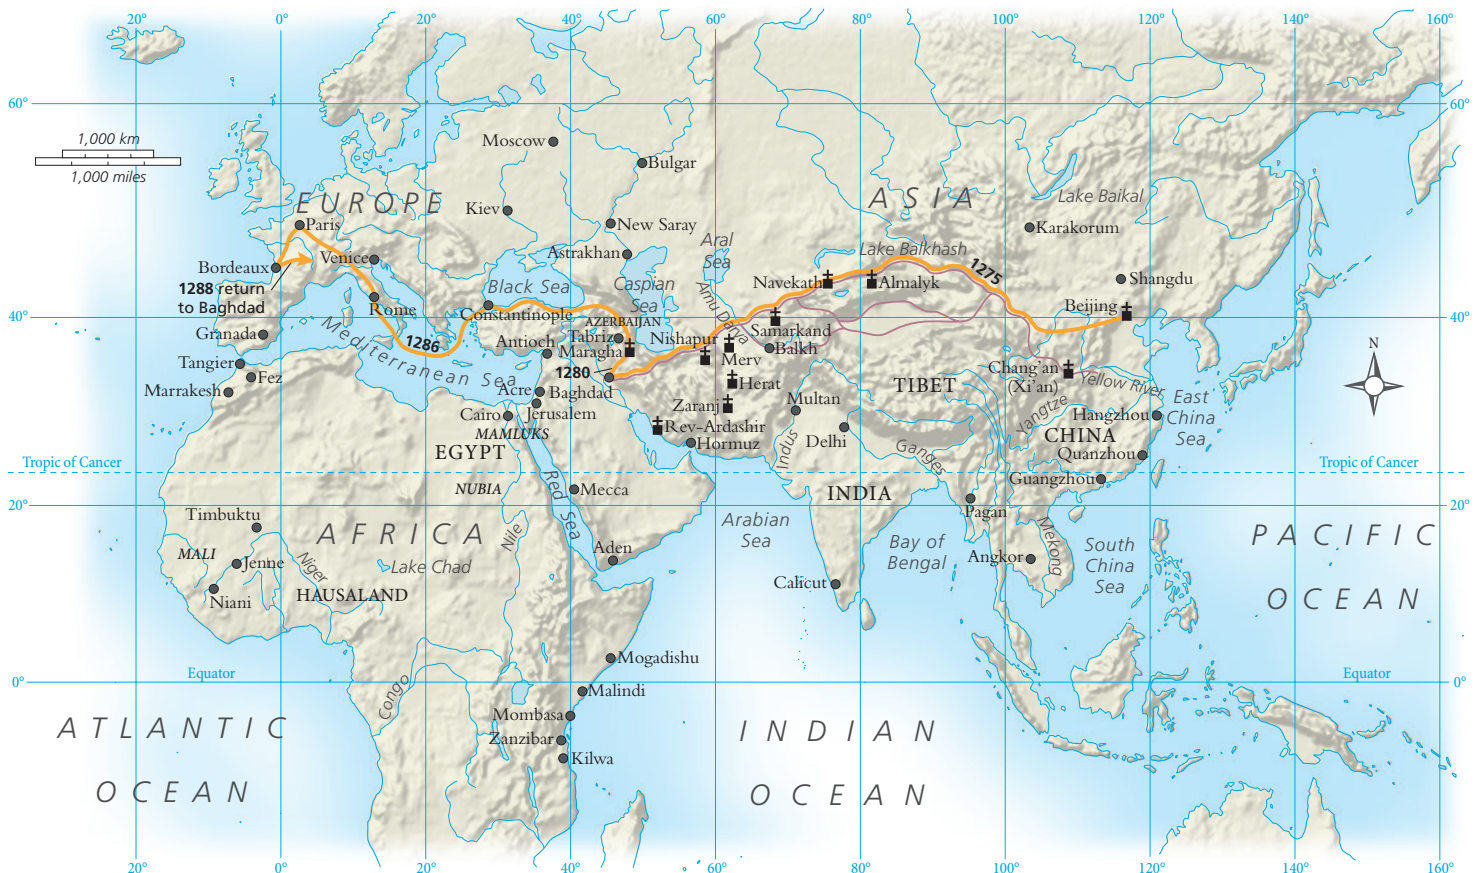 20°
0°
20°
40°
60°
80°
100°
120°
140°
160°
60°
60°
1,000 km
1,000 miles
Moscow
Bulgar
EUROPE
ASIA
Lake Baikal
Kiev
Paris
New Saray
Karakorum
Aral
Sea
Lake Balkhash
Venice
Astrakhan
Bordeaux
1275
Shangdu
1288 return
to Baghdad
Black Sea
Caspian
Sea
Navekath
Almalyk
Amu Darya
Beijing
Rome
Constantinople
40°
40°
AZERBAIJAN
Granada
Mediterranean Sea
1286
Antioch
Tabriz
Maragha
Nishapur
Samarkand
Balkh
Merv
N
Tangier
Fez
1280
Chang'an
(Xi'an)
Yellow River
Marrakesh
Acre
Baghdad
Herat
TIBET
Yangtze
East
China
Sea
Cairo
Jerusalem
Zaranj
Multan
Hangzhou
MAMLUKS
Rev-Ardashir
Hormuz
Indus
Delhi
CHINA
EGYPT
Ganges
Quanzhou
Tropic of Cancer
Tropic of Cancer
NUBIA
Red Sea
Mecca
INDIA
Guangzhou
20°
20°
Timbuktu
AFRICA
Nile
Arabian
Sea
Pagan
PACIFIC
OCEAN
MALI
Jenne
Niger
Lake Chad
Aden
Bay of
Bengal
Angkor
Mekong
South
China
Sea
Niani
HAUSALAND
Calicut
Mogadishu
Equator
Equator
0°
0°
Congo
Malindi
ATLANTIC
OCEAN
Mombasa
INDIAN
OCEAN
Zanzibar
Kilwa
20°
0°
20°
40°
60°
80°
100°
120°
140°
160°